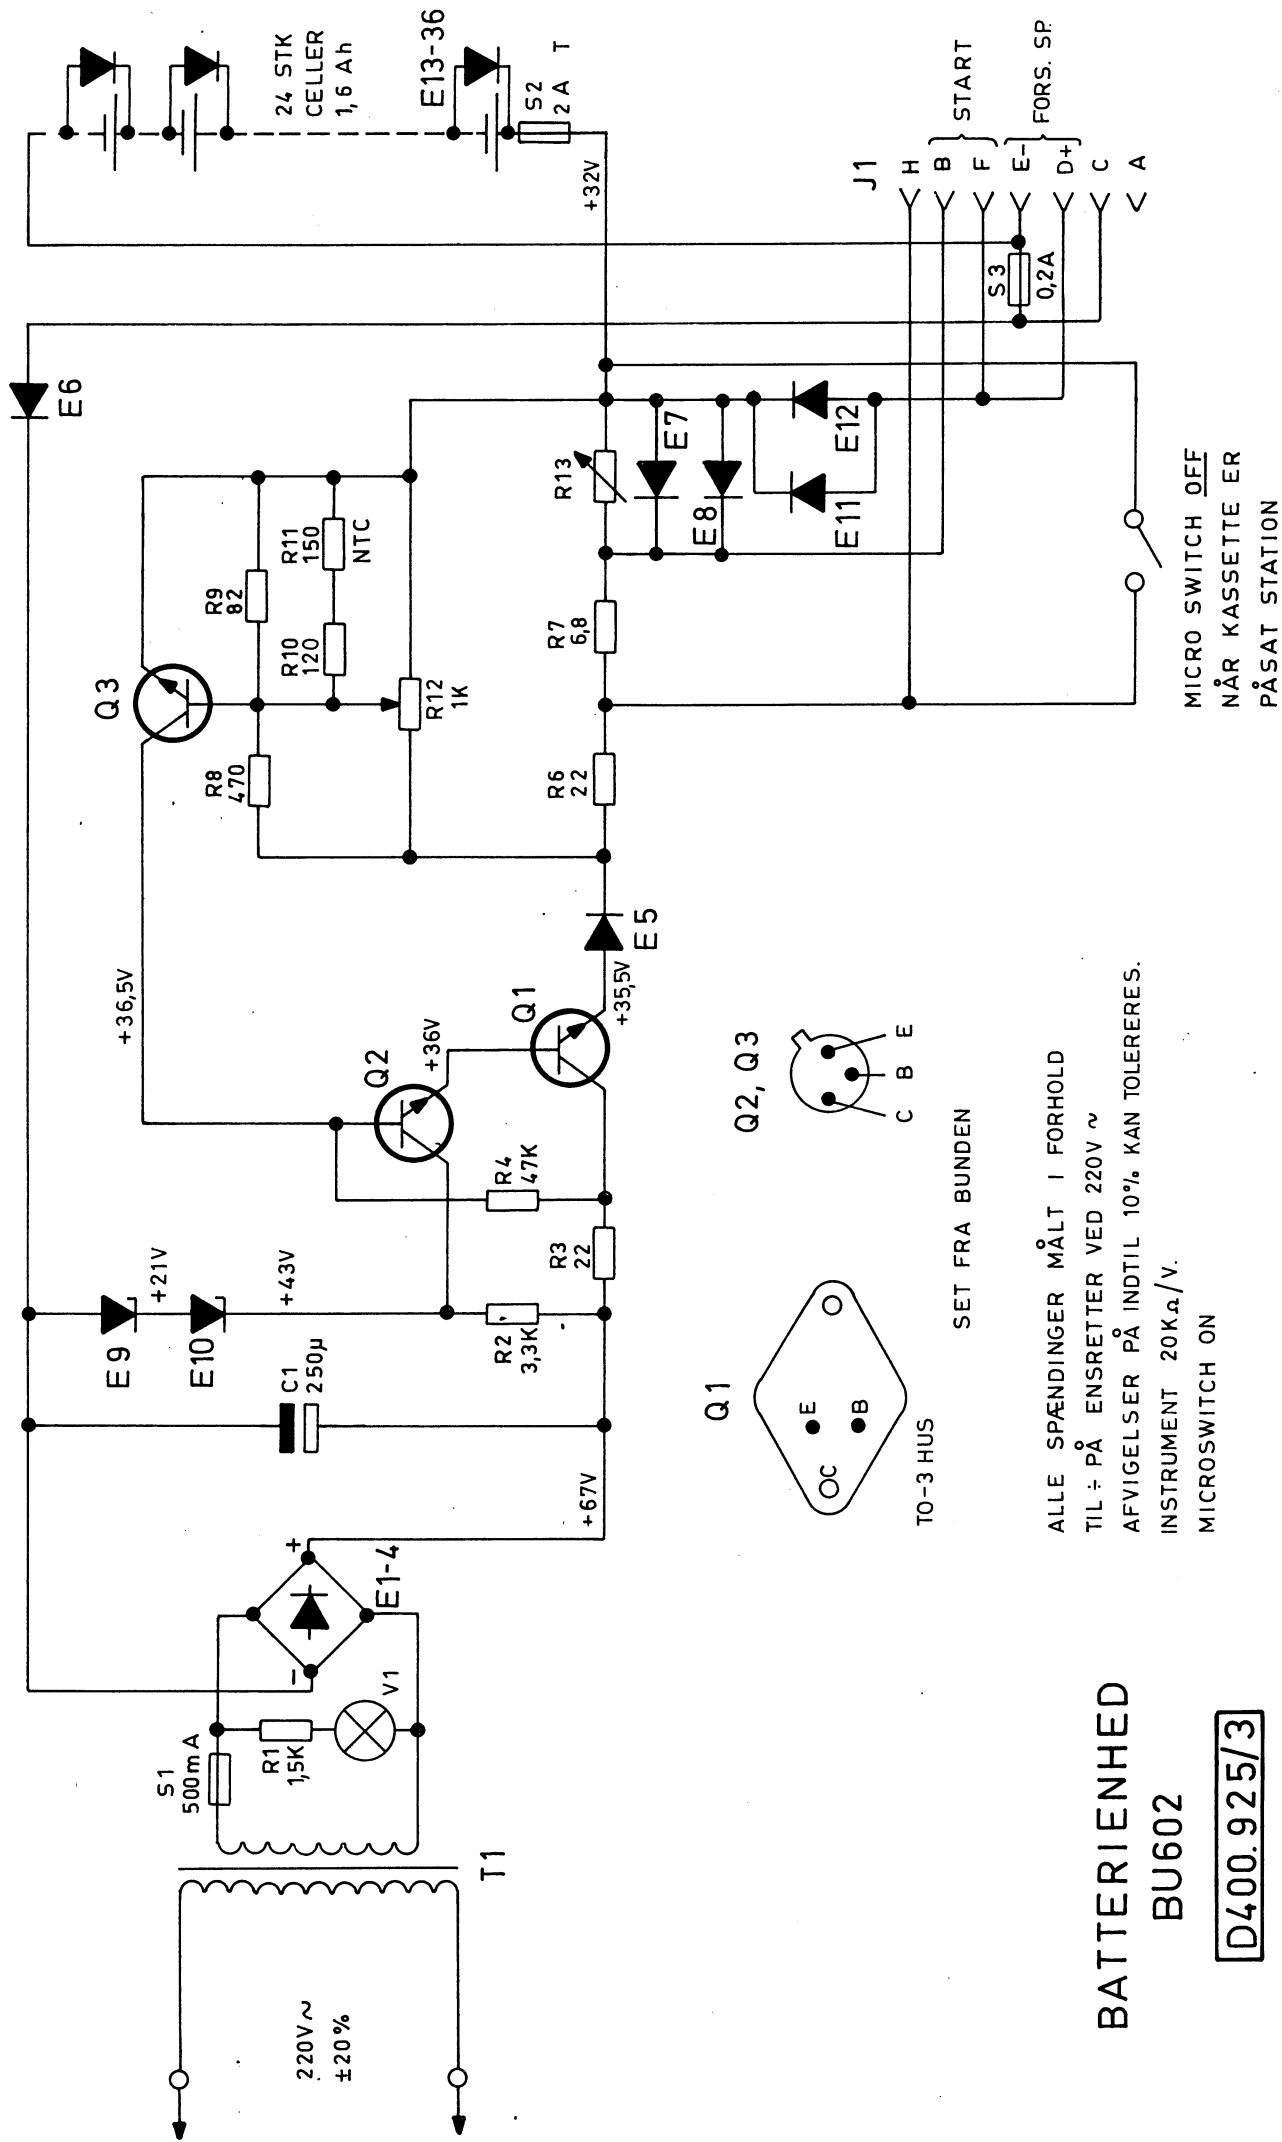 220V~
±20%
T1
S1
500mA
R1
1,5K
V1
-
+
E1-4
+67V
C1
250µ
E9
E10
+21V
+43V
R2
3,3K
R3
22
R4
47K
Q2
+36V
+36,5V
Q1
+35,5V
E5
Q3
R8
470
R9
82
R10
120
R11
150
NTC
R12
1K
R6
22
R7
6,8
R13
E7
E8
E11
E12
E6
24 STK
CELLER
1,6 Ah
E13-36
S2
2A T
+32V
S3
0,2A
J1
H
B
F
E-
D+
C
A
START
FORS. SP.
MICRO SWITCH OFF
NÅR KASSETTE ER
PÅSAT STATION
Q1
E
B
C
TO-3 HUS
Q2, Q3
C
B
E
SET FRA BUNDEN
ALLE SPÆNDINGER MÅLT I FORHOLD
TIL ÷ PÅ ENSRETTER VED 220V~
AFVIGELSER PÅ INDTIL 10% KAN TOLERERES.
INSTRUMENT 20KΩ/V.
MICROSWITCH ON
BATTERIENHED
BU602
D400.925/3